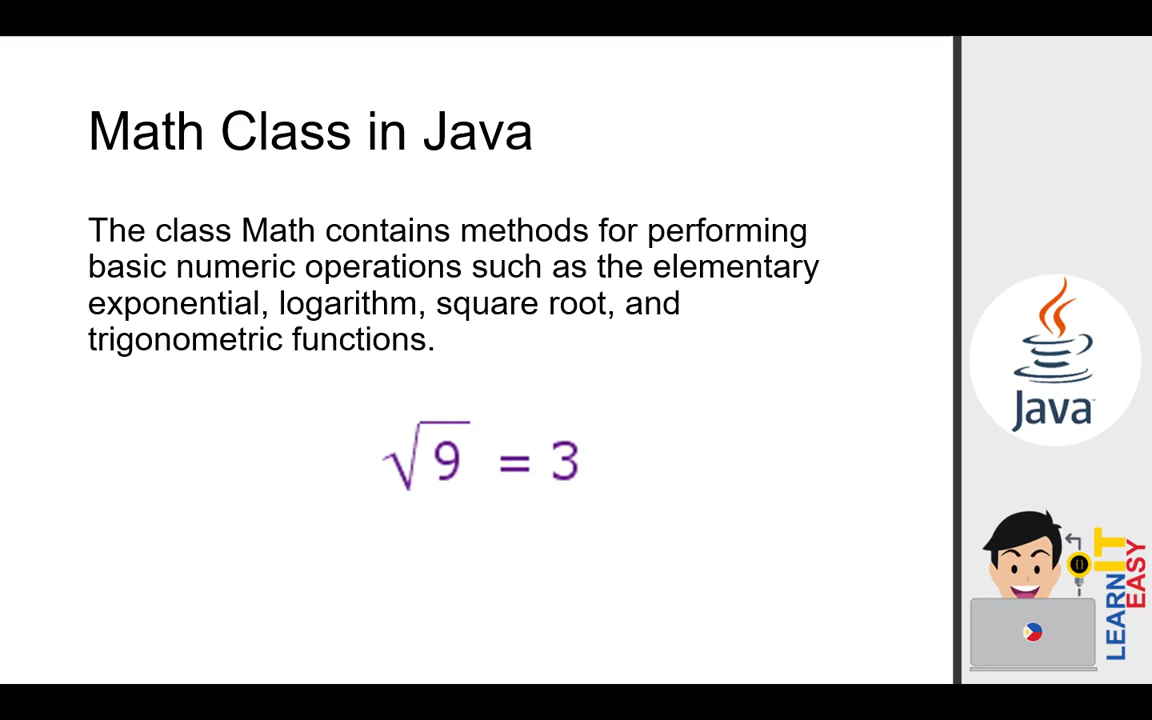 Math Class in Java
The class Math contains methods for performing
basic numeric operations such as the elementary
exponential, logarithm, square root, and
trigonometric functions.
√9 = 3
Java™
LEARN IT
EASY